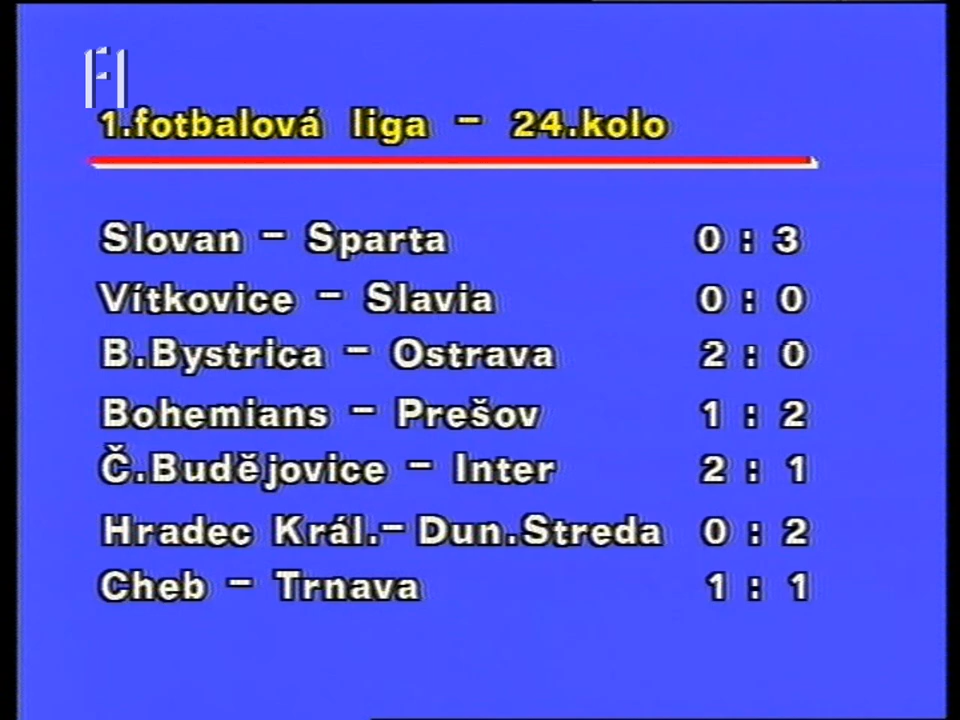 F1
1.fotbalová liga - 24.kolo
Slovan - Sparta 0 : 3
Vítkovice - Slavia 0 : 0
B.Bystrica - Ostrava 2 : 0
Bohemians - Prešov 1 : 2
Č.Budějovice - Inter 2 : 1
Hradec Král.- Dun.Streda 0 : 2
Cheb - Trnava 1 : 1